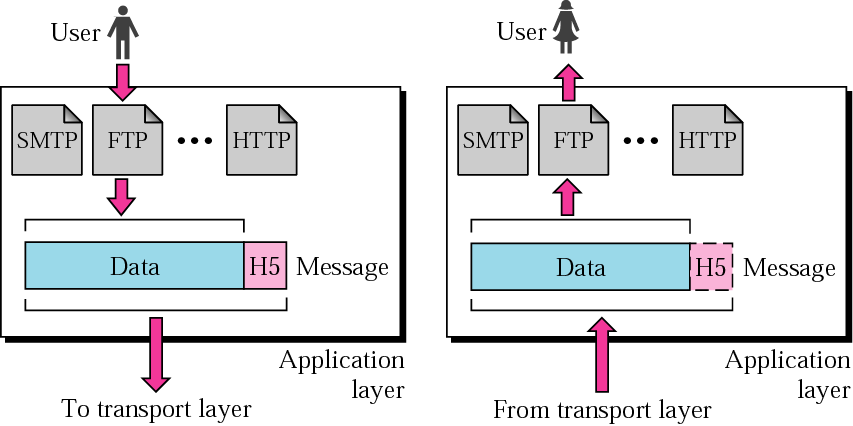 User
SMTP FTP ••• HTTP
Data H5 Message
Application
layer
To transport layer
User
SMTP FTP ••• HTTP
Data H5 Message
Application
layer
From transport layer